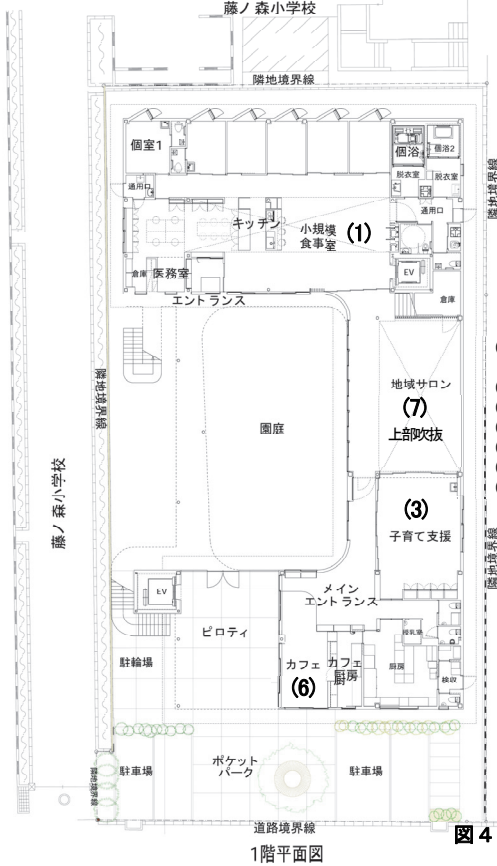 藤ノ森小学校
隣地境界線
個室1
個浴
個浴2
脱衣室
脱衣室
通用口
通用口
キッチン
小規模
食事室
(1)
EV
倉庫
医務室
倉庫
エントランス
隣地境界線
隣地境界線
地域サロン
(7)
上部吹抜
園庭
藤ノ森小学校
(3)
子育て支援
隣地境界線
メイン
エントランス
EV
ピロティ
授乳室
厨房
カフェ
カフェ
厨房
(6)
検収
駐輪場
駐車場
ポケット
パーク
駐車場
隣地境界線
道路境界線
図4
1階平面図